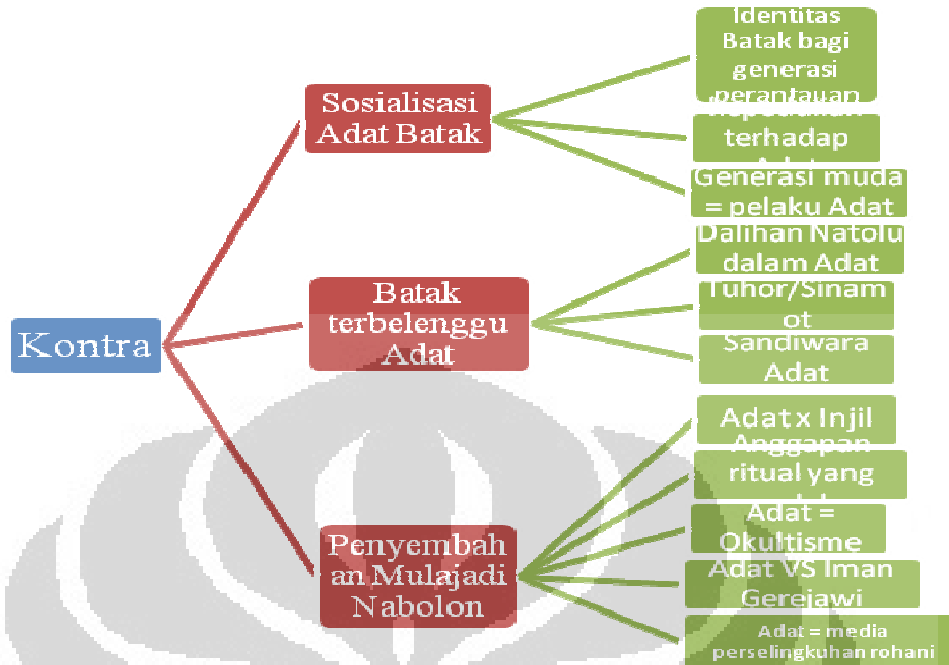 Kontra
Sosialisasi
Adat Batak
Batak
terbelenggu
Adat
Penyembah
an Mulajadi
Nabolon
Identitas
Batak bagi
generasi
perantauan
terhadap
Generasi muda
= pelaku Adat
Dalihan Natolu
dalam Adat
Tuhor/Sinam
ot
Sandiwara
Adat
Adat x Injil
Anggapan
ritual yang
Adat =
Okultisme
Adat VS Iman
Gerejawi
Adat = media
perselingkuhan rohani